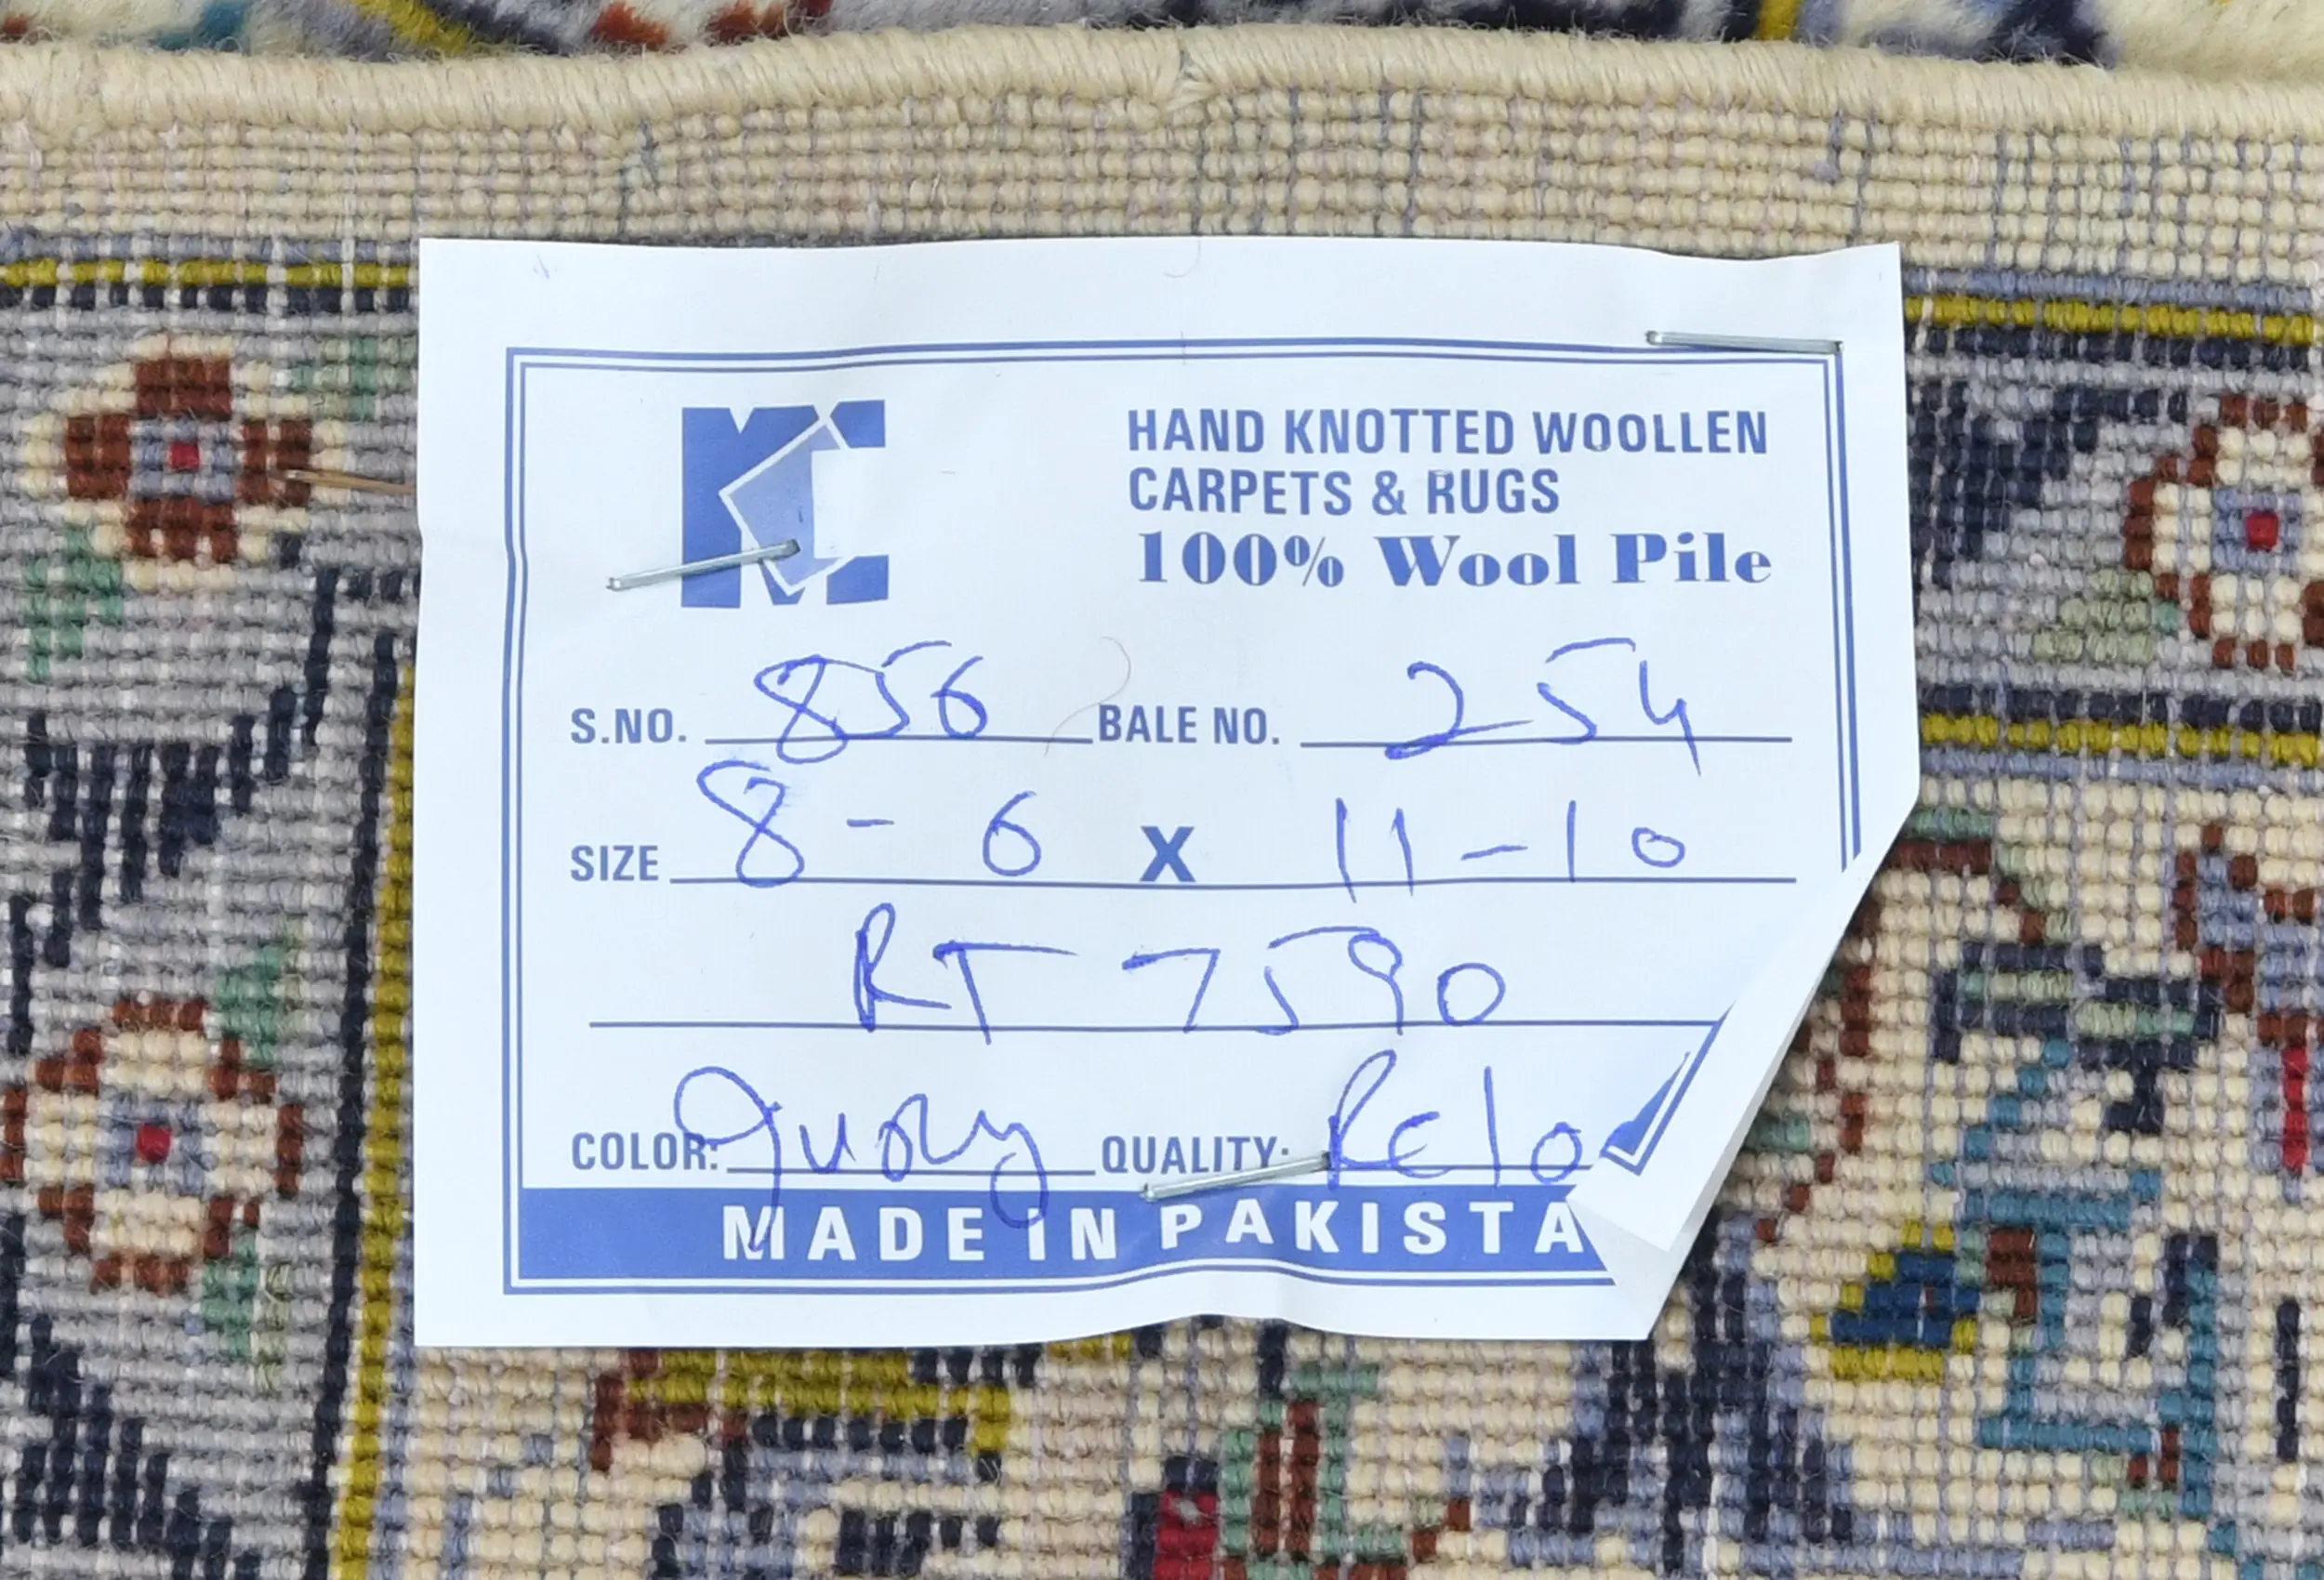 HAND KNOTTED WOOLLEN
CARPETS & RUGS
100% Wool Pile
S.NO. 856 BALE NO. 254
SIZE 8-6 X 11-10
RT 7590
COLOR: Ivory QUALITY: Relo
MADE IN PAKISTA